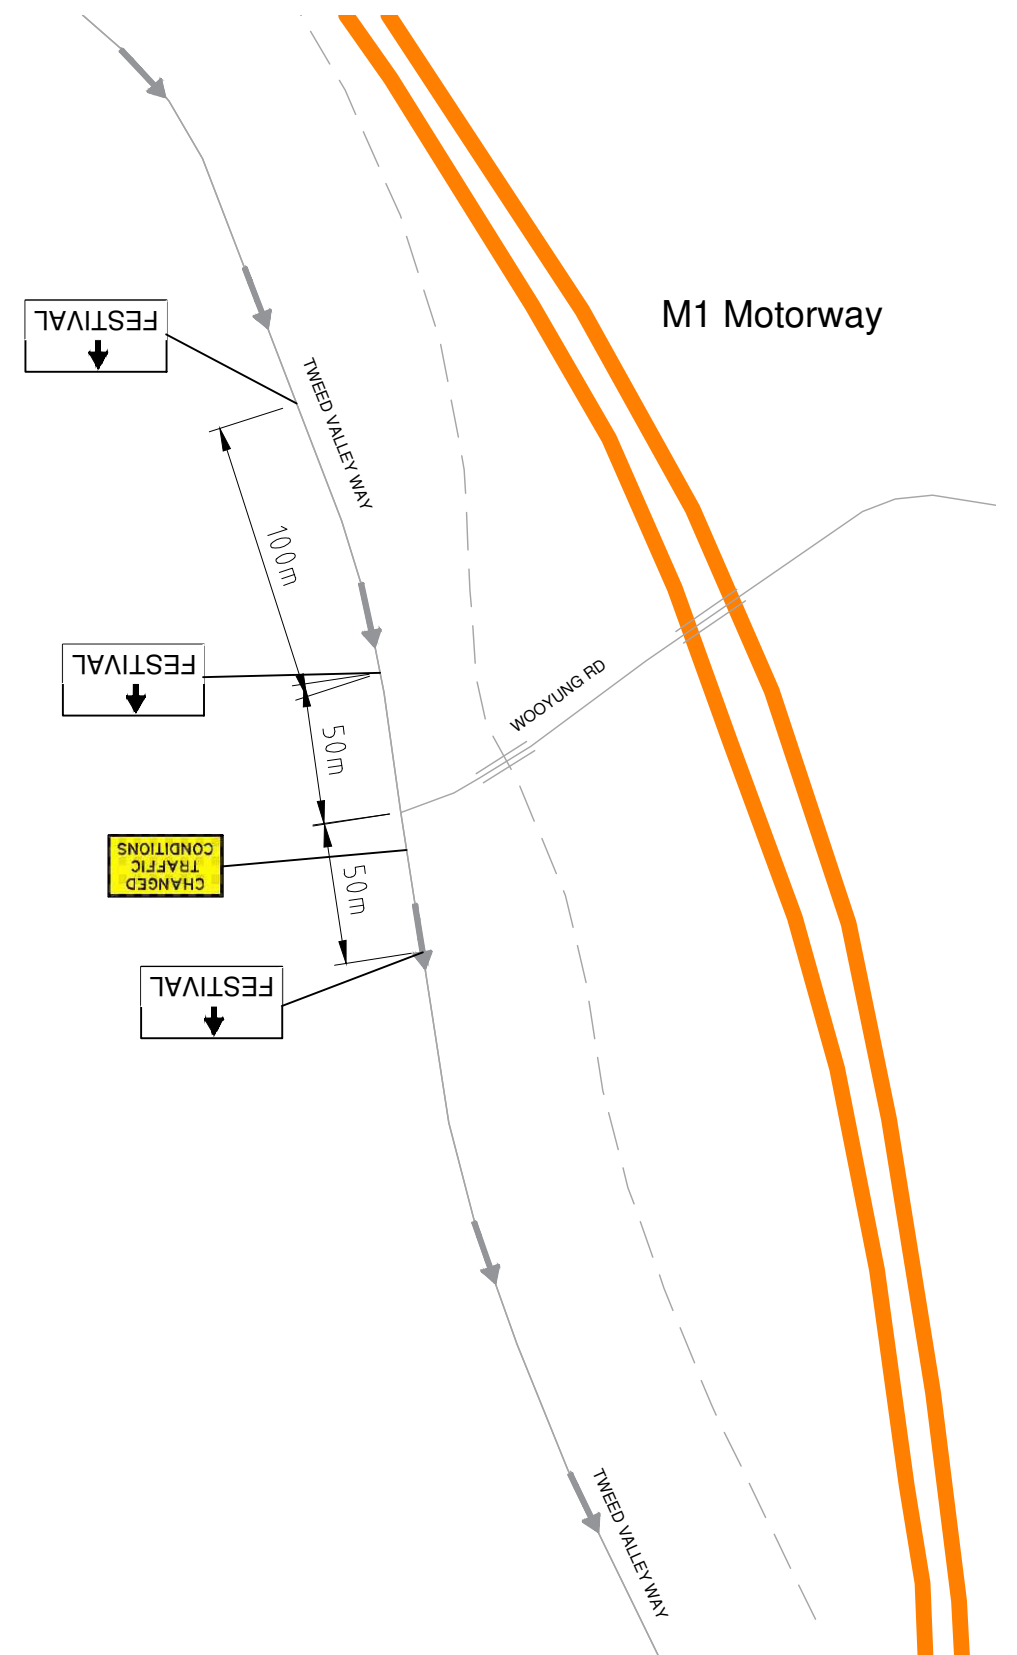 FESTIVAL
M1 Motorway
TWEED VALLEY WAY
100m
FESTIVAL
WOOYUNG RD
50m
CHANGED
TRAFFIC
CONDITIONS
50m
FESTIVAL
TWEED VALLEY WAY